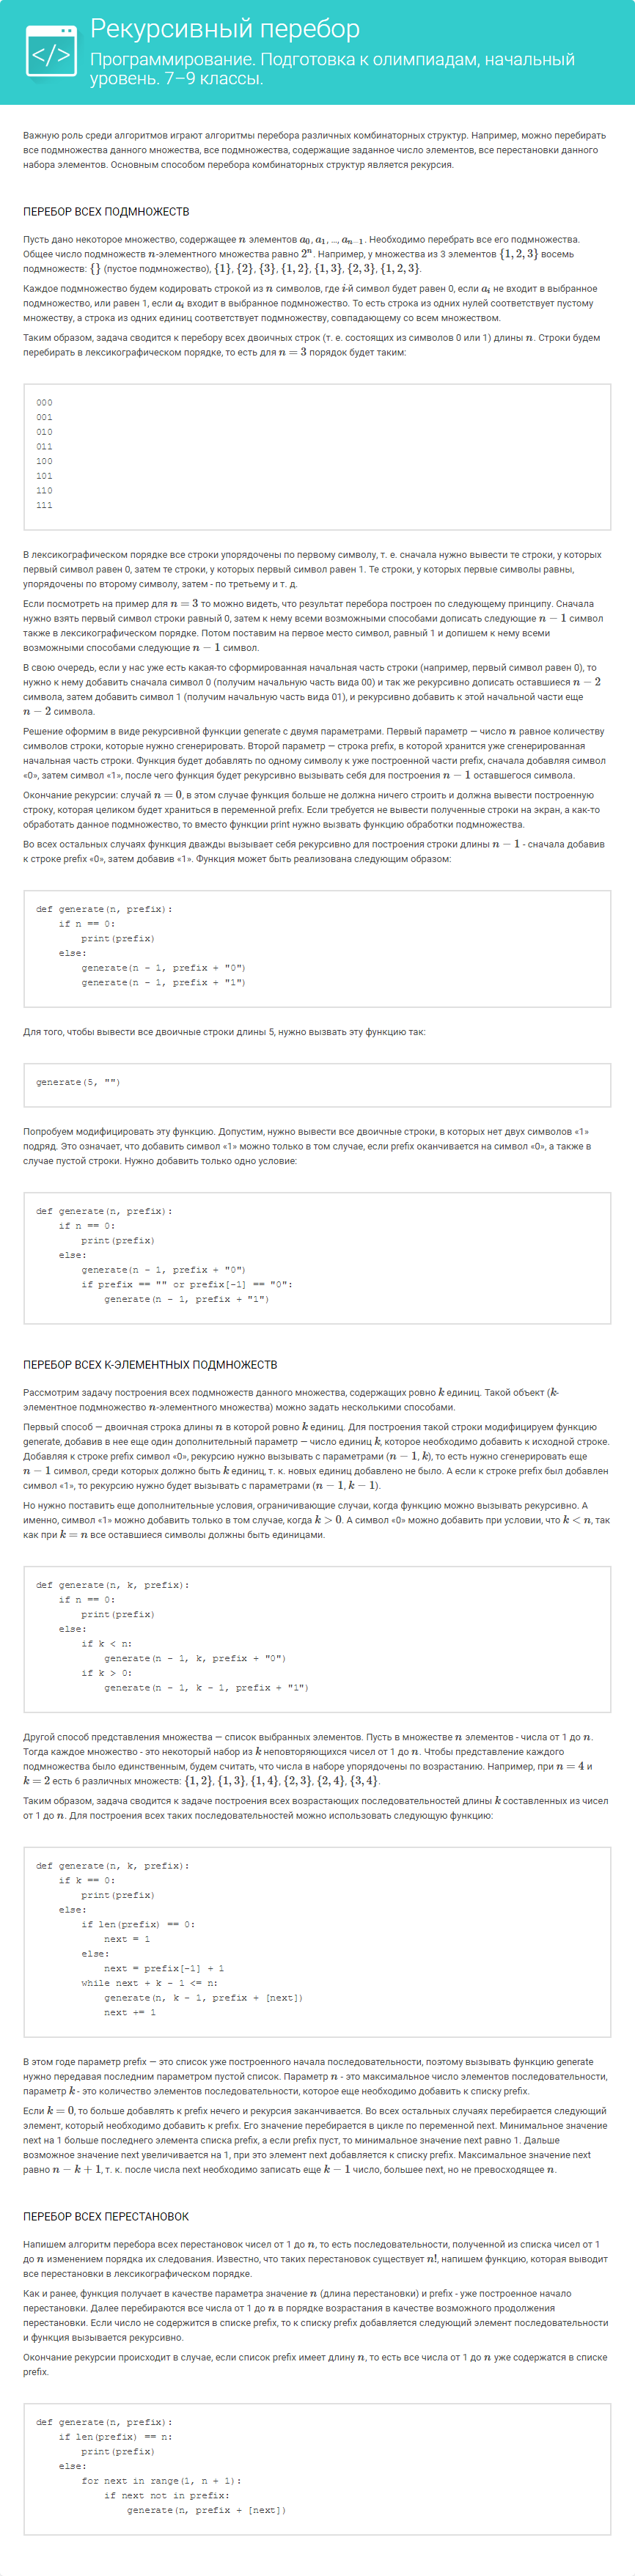 </>
Рекурсивный перебор
Программирование. Подготовка к олимпиадам, начальный
уровень. 7–9 классы.
Важную роль среди алгоритмов играют алгоритмы перебора различных комбинаторных структур. Например, можно перебирать
все подмножества данного множества, все подмножества, содержащие заданное число элементов, все перестановки данного
набора элементов. Основным способом перебора комбинаторных структур является рекурсия.
ПЕРЕБОР ВСЕХ ПОДМНОЖЕСТВ
Пусть дано некоторое множество, содержащее n элементов a₀, a₁, ..., aₙ₋₁. Необходимо перебрать все его подмножества.
Общее число подмножеств n-элементного множества равно 2ⁿ. Например, у множества из 3 элементов {1, 2, 3} восемь
подмножеств: {} (пустое подмножество), {1}, {2}, {3}, {1, 2}, {1, 3}, {2, 3}, {1, 2, 3}.
Каждое подмножество будем кодировать строкой из n символов, где i-й символ будет равен 0, если aᵢ не входит в выбранное
подмножество, или равен 1, если aᵢ входит в выбранное подмножество. То есть строка из одних нулей соответствует пустому
множеству, а строка из одних единиц соответствует подмножеству, совпадающему со всем множеством.
Таким образом, задача сводится к перебору всех двоичных строк (т. е. состоящих из символов 0 или 1) длины n. Строки будем
перебирать в лексикографическом порядке, то есть для n = 3 порядок будет таким:
000
001
010
011
100
101
110
111
В лексикографическом порядке все строки упорядочены по первому символу, т. е. сначала нужно вывести те строки, у которых
первый символ равен 0, затем те строки, у которых первый символ равен 1. Те строки, у которых первые символы равны,
упорядочены по второму символу, затем - по третьему и т. д.
Если посмотреть на пример для n = 3 то можно видеть, что результат перебора построен по следующему принципу. Сначала
нужно взять первый символ строки равный 0, затем к нему всеми возможными способами дописать следующие n − 1 символ
также в лексикографическом порядке. Потом поставим на первое место символ, равный 1 и допишем к нему всеми
возможными способами следующие n − 1 символ.
В свою очередь, если у нас уже есть какая-то сформированная начальная часть строки (например, первый символ равен 0), то
нужно к нему добавить сначала символ 0 (получим начальную часть вида 00) и так же рекурсивно дописать оставшиеся n − 2
символа, затем добавить символ 1 (получим начальную часть вида 01), и рекурсивно добавить к этой начальной части еще
n − 2 символа.
Решение оформим в виде рекурсивной функции generate с двумя параметрами. Первый параметр — число n равное количеству
символов строки, которые нужно сгенерировать. Второй параметр — строка prefix, в которой хранится уже сгенерированная
начальная часть строки. Функция будет добавлять по одному символу к уже построенной части prefix, сначала добавляя символ
«0», затем символ «1», после чего функция будет рекурсивно вызывать себя для построения n − 1 оставшегося символа.
Окончание рекурсии: случай n = 0, в этом случае функция больше не должна ничего строить и должна вывести построенную
строку, которая целиком будет храниться в переменной prefix. Если требуется не вывести полученные строки на экран, а как-то
обработать данное подмножество, то вместо функции print нужно вызвать функцию обработки подмножества.
Во всех остальных случаях функция дважды вызывает себя рекурсивно для построения строки длины n − 1 - сначала добавив
к строке prefix «0», затем добавив «1». Функция может быть реализована следующим образом:
def generate(n, prefix):
    if n == 0:
        print(prefix)
    else:
        generate(n - 1, prefix + "0")
        generate(n - 1, prefix + "1")
Для того, чтобы вывести все двоичные строки длины 5, нужно вызвать эту функцию так:
generate(5, "")
Попробуем модифицировать эту функцию. Допустим, нужно вывести все двоичные строки, в которых нет двух символов «1»
подряд. Это означает, что добавить символ «1» можно только в том случае, если prefix оканчивается на символ «0», а также в
случае пустой строки. Нужно добавить только одно условие:
def generate(n, prefix):
    if n == 0:
        print(prefix)
    else:
        generate(n - 1, prefix + "0")
        if prefix == "" or prefix[-1] == "0":
            generate(n - 1, prefix + "1")
ПЕРЕБОР ВСЕХ K-ЭЛЕМЕНТНЫХ ПОДМНОЖЕСТВ
Рассмотрим задачу построения всех подмножеств данного множества, содержащих ровно k единиц. Такой объект (k-
элементное подмножество n-элементного множества) можно задать несколькими способами.
Первый способ — двоичная строка длины n в которой ровно k единиц. Для построения такой строки модифицируем функцию
generate, добавив в нее еще один дополнительный параметр — число единиц k, которое необходимо добавить к исходной строке.
Добавляя к строке prefix символ «0», рекурсию нужно вызывать с параметрами (n − 1, k), то есть нужно сгенерировать еще
n − 1 символ, среди которых должно быть k единиц, т. к. новых единиц добавлено не было. А если к строке prefix был добавлен
символ «1», то рекурсию нужно будет вызывать с параметрами (n − 1, k − 1).
Но нужно поставить еще дополнительные условия, ограничивающие случаи, когда функцию можно вызывать рекурсивно. А
именно, символ «1» можно добавить только в том случае, когда k > 0. А символ «0» можно добавить при условии, что k < n, так
как при k = n все оставшиеся символы должны быть единицами.
def generate(n, k, prefix):
    if n == 0:
        print(prefix)
    else:
        if k < n:
            generate(n - 1, k, prefix + "0")
        if k > 0:
            generate(n - 1, k - 1, prefix + "1")
Другой способ представления множества — список выбранных элементов. Пусть в множестве n элементов - числа от 1 до n.
Тогда каждое множество - это некоторый набор из k неповторяющихся чисел от 1 до n. Чтобы представление каждого
подмножества было единственным, будем считать, что числа в наборе упорядочены по возрастанию. Например, при n = 4 и
k = 2 есть 6 различных множеств: {1, 2}, {1, 3}, {1, 4}, {2, 3}, {2, 4}, {3, 4}.
Таким образом, задача сводится к задаче построения всех возрастающих последовательностей длины k составленных из чисел
от 1 до n. Для построения всех таких последовательностей можно использовать следующую функцию:
def generate(n, k, prefix):
    if k == 0:
        print(prefix)
    else:
        if len(prefix) == 0:
            next = 1
        else:
            next = prefix[-1] + 1
        while next + k - 1 <= n:
            generate(n, k - 1, prefix + [next])
            next += 1
В этом годе параметр prefix — это список уже построенного начала последовательности, поэтому вызывать функцию generate
нужно передавая последним параметром пустой список. Параметр n - это максимальное число элементов последовательности,
параметр k - это количество элементов последовательности, которое еще необходимо добавить к списку prefix.
Если k = 0, то больше добавлять к prefix нечего и рекурсия заканчивается. Во всех остальных случаях перебирается следующий
элемент, который необходимо добавить к prefix. Его значение перебирается в цикле по переменной next. Минимальное значение
next на 1 больше последнего элемента списка prefix, а если prefix пуст, то минимальное значение next равно 1. Дальше
возможное значение next увеличивается на 1, при это элемент next добавляется к списку prefix. Максимальное значение next
равно n − k + 1, т. к. после числа next необходимо записать еще k − 1 число, большее next, но не превосходящее n.
ПЕРЕБОР ВСЕХ ПЕРЕСТАНОВОК
Напишем алгоритм перебора всех перестановок чисел от 1 до n, то есть последовательности, полученной из списка чисел от 1
до n изменением порядка их следования. Известно, что таких перестановок существует n!, напишем функцию, которая выводит
все перестановки в лексикографическом порядке.
Как и ранее, функция получает в качестве параметра значение n (длина перестановки) и prefix - уже построенное начало
перестановки. Далее перебираются все числа от 1 до n в порядке возрастания в качестве возможного продолжения
перестановки. Если число не содержится в списке prefix, то к списку prefix добавляется следующий элемент последовательности
и функция вызывается рекурсивно.
Окончание рекурсии происходит в случае, если список prefix имеет длину n, то есть все числа от 1 до n уже содержатся в списке
prefix.
def generate(n, prefix):
    if len(prefix) == n:
        print(prefix)
    else:
        for next in range(1, n + 1):
            if next not in prefix:
                generate(n, prefix + [next])